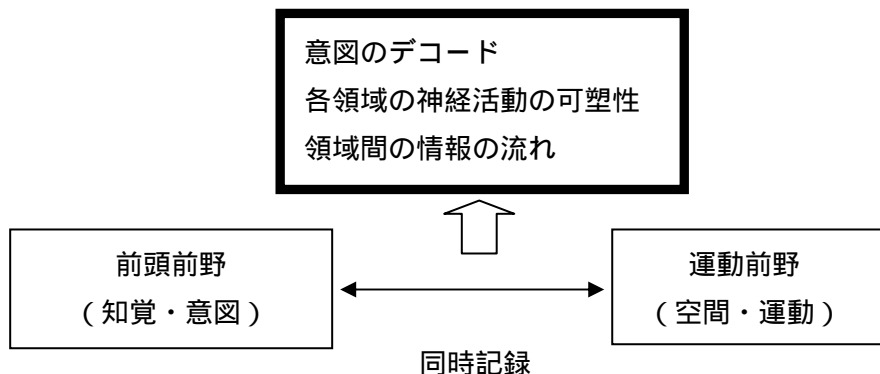 意図のデコード
各領域の神経活動の可塑性
領域間の情報の流れ
前頭前野
(知覚・意図)
運動前野
(空間・運動)
同時記録